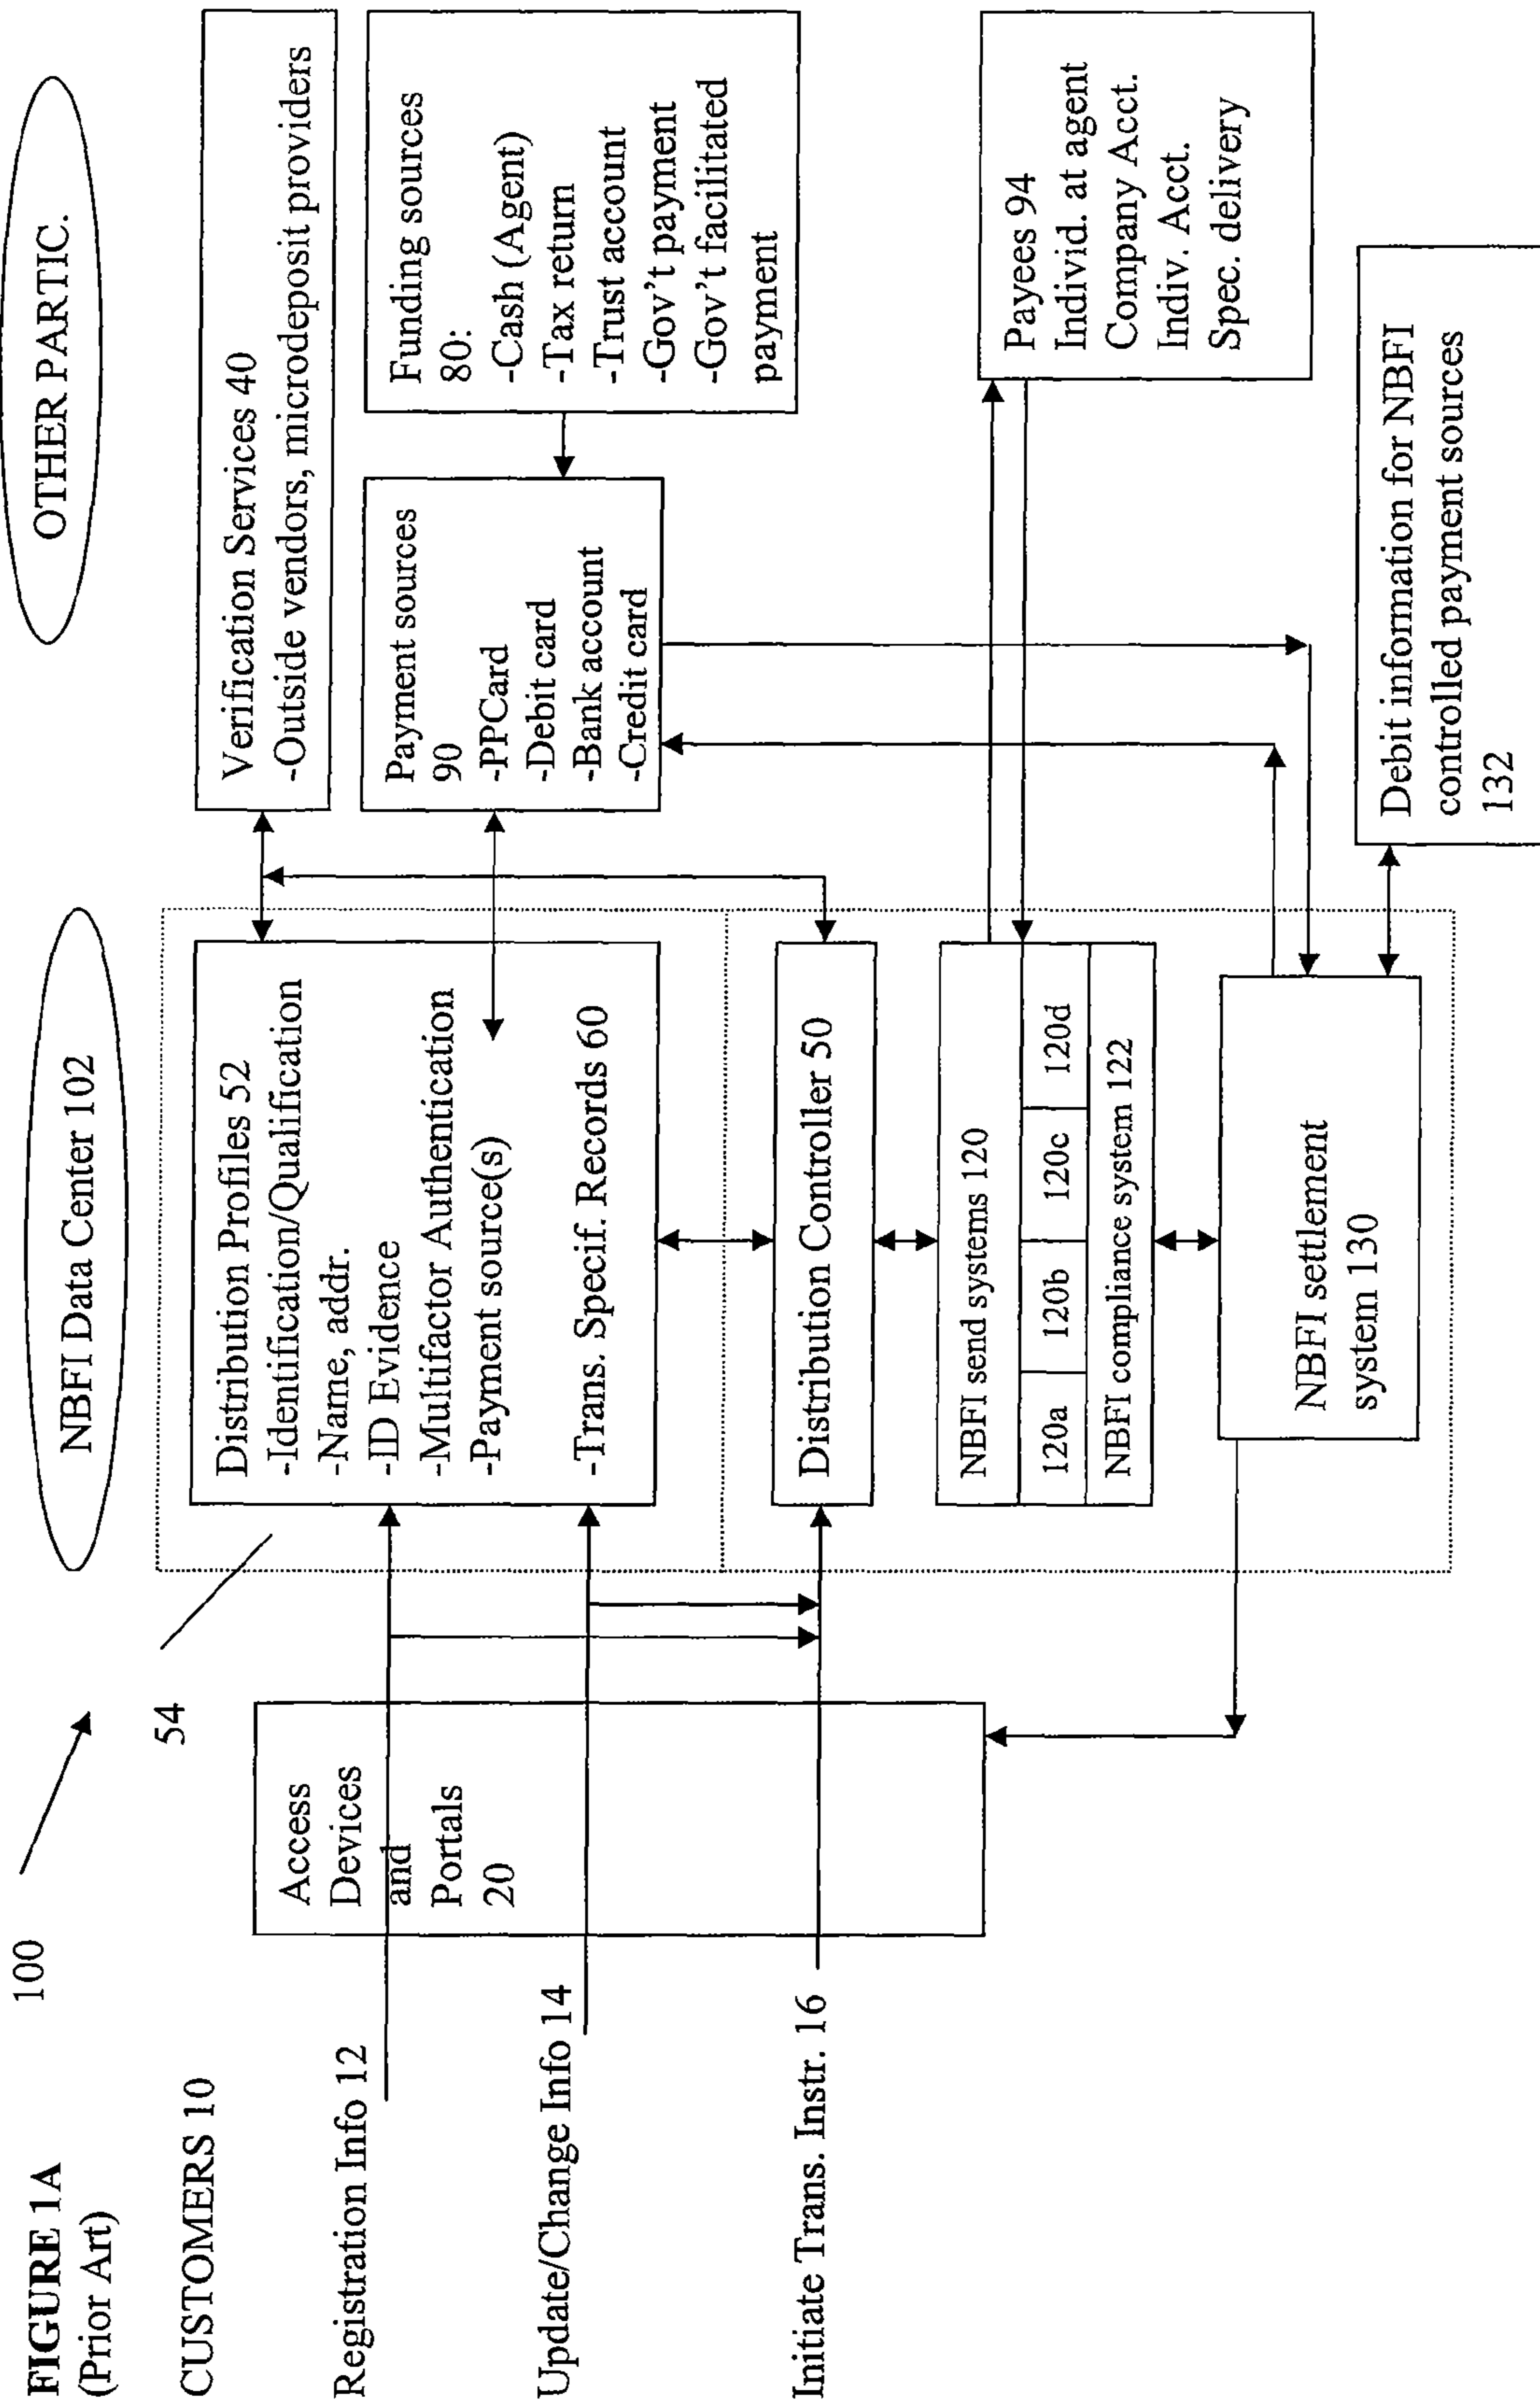 FIGURE 1A
(Prior Art)
100
CUSTOMERS 10
Registration Info 12
Update/Change Info 14
Initiate Trans. Instr. 16
Access
Devices
and
Portals
20
54
NBFI Data Center 102
Distribution Profiles 52
-Identification/Qualification
-Name, addr.
-ID Evidence
-Multifactor Authentication
-Payment source(s)
-Trans. Specif. Records 60
Distribution Controller 50
NBFI send systems 120
120a
120b
120c
120d
NBFI compliance system 122
NBFI settlement
system 130
OTHER PARTIC.
Verification Services 40
-Outside vendors, microdeposit providers
Payment sources
90
-PPCard
-Debit card
-Bank account
-Credit card
Funding sources
80:
-Cash (Agent)
-Tax return
-Trust account
-Gov't payment
-Gov't facilitated
payment
Payees 94
Individ. at agent
Company Acct.
Indiv. Acct.
Spec. delivery
Debit information for NBFI
controlled payment sources
132